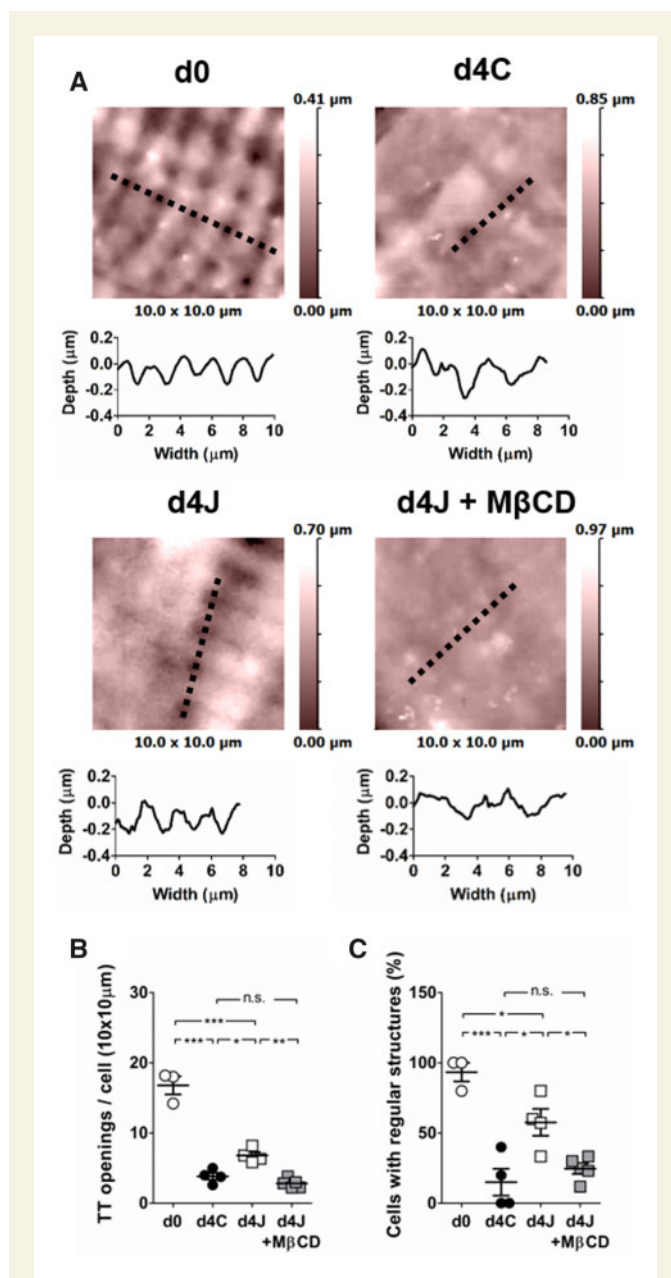 A
d0
d4C
0.41 µm
0.85 µm
10.0 x 10.0 µm
0.00 µm
10.0 x 10.0 µm
0.00 µm
Depth (µm)
0.2
0.0
-0.2
-0.4
0 2 4 6 8 10
Width (µm)
Depth (µm)
0.2
0.0
-0.2
-0.4
0 2 4 6 8 10
Width (µm)
d4J
d4J + MβCD
0.70 µm
0.97 µm
10.0 x 10.0 µm
0.00 µm
10.0 x 10.0 µm
0.00 µm
Depth (µm)
0.2
0.0
-0.2
-0.4
0 2 4 6 8 10
Width (µm)
Depth (µm)
0.2
0.0
-0.2
-0.4
0 2 4 6 8 10
Width (µm)
B
TT openings / cell (10x10µm)
30
20
10
0
n.s.
***
*** * **
d0 d4C d4J d4J
+MβCD
C
Cells with regular structures (%)
150
100
50
0
n.s.
*
*** * *
d0 d4C d4J d4J
+MβCD